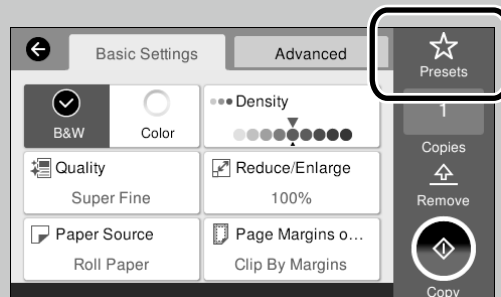 Basic Settings
Advanced
Presets
B&W
Color
Density
1
Copies
Quality
Super Fine
Reduce/Enlarge
100%
Remove
Paper Source
Roll Paper
Page Margins o…
Clip By Margins
Copy